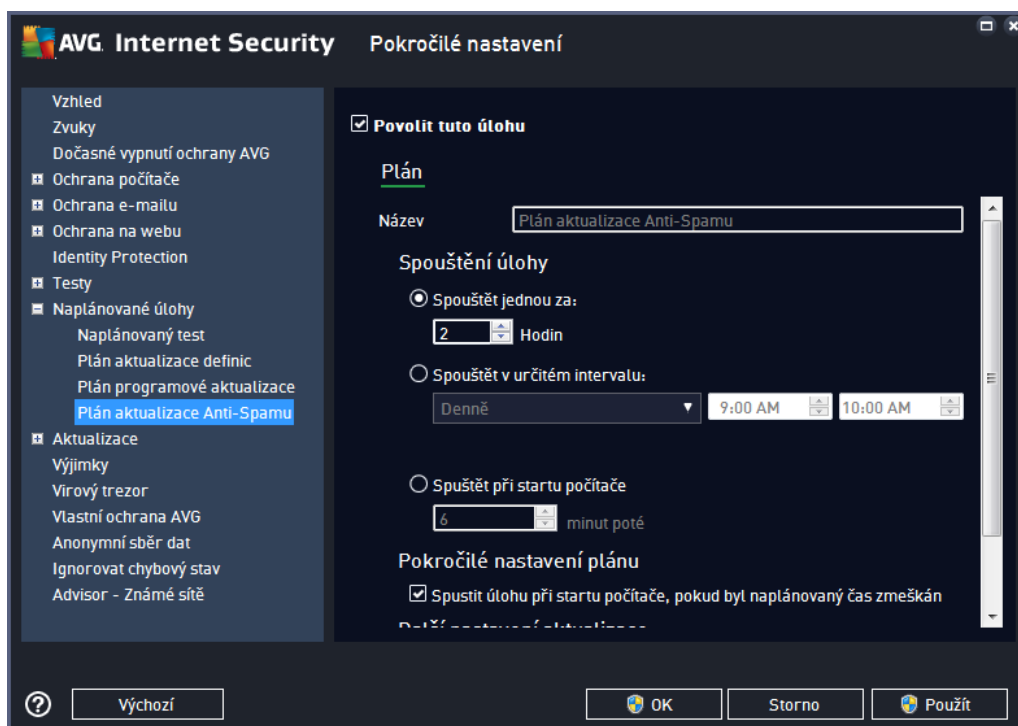 AVG. Internet Security Pokročilé nastavení
Vzhled
Zvuky
Dočasné vypnutí ochrany AVG
Ochrana počítače
Ochrana e-mailu
Ochrana na webu
Identity Protection
Testy
Naplánované úlohy
Naplánovaný test
Plán aktualizace definic
Plán programové aktualizace
Plán aktualizace Anti-Spamu
Aktualizace
Výjimky
Virový trezor
Vlastní ochrana AVG
Anonymní sběr dat
Ignorovat chybový stav
Advisor - Známé sítě
Povolit tuto úlohu
Plán
Název Plán aktualizace Anti-Spamu
Spouštění úlohy
Spouštět jednou za:
2 Hodin
Spouštět v určitém intervalu:
Denně 9:00 AM 10:00 AM
Spuštět při startu počítače
6 minut poté
Pokročilé nastavení plánu
Spustit úlohu při startu počítače, pokud byl naplánovaný čas zmeškán
Další nastavení aktualizace
? Výchozí OK Storno Použít